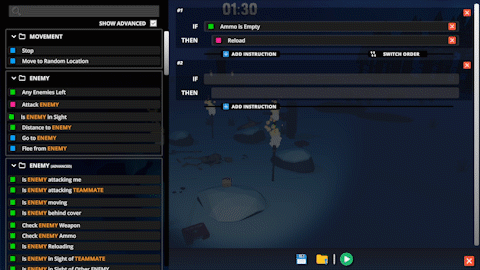 SHOW ADVANCED
MOVEMENT
Stop
Move to Random Location
ENEMY
Any Enemies Left
Attack ENEMY
Is ENEMY in Sight
Distance to ENEMY
Go to ENEMY
Flee from ENEMY
ENEMY (ADVANCED)
Is ENEMY attacking me
Is ENEMY attacking TEAMMATE
Is ENEMY moving
Is ENEMY behind cover
Check ENEMY Weapon
Check ENEMY Ammo
Is ENEMY Reloading
Is ENEMY in Sight of TEAMMATE
Is ENEMY in Sight of Other ENEMY
01:30
#1
IF Ammo Is Empty
THEN Reload
ADD INSTRUCTION SWITCH ORDER
#2
IF
THEN
ADD INSTRUCTION